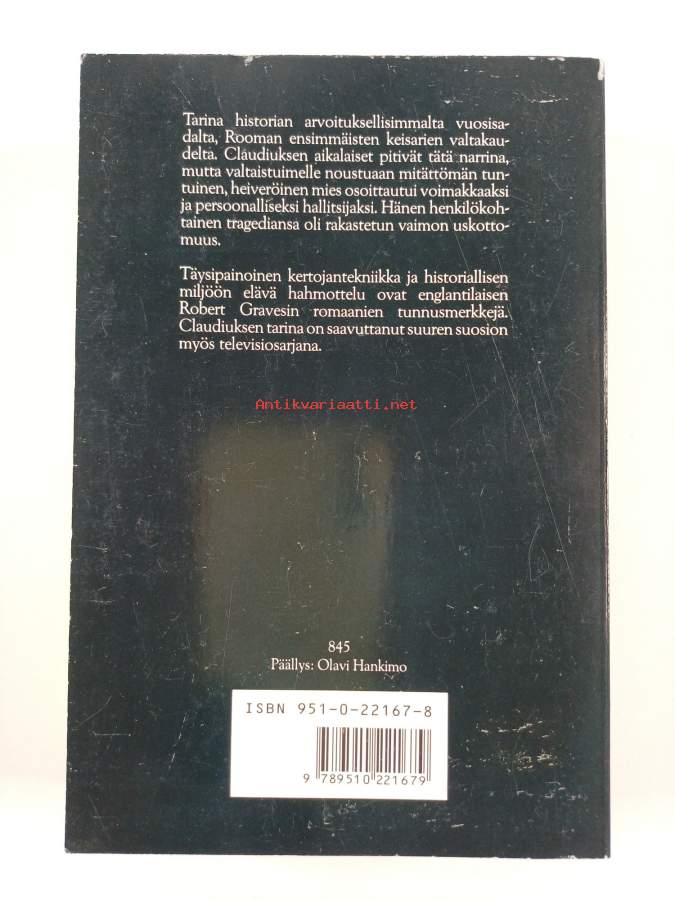 Tarina historian arvoituksellisimmalta vuosisa-
dalta, Rooman ensimmäisten keisarien valtakau-
delta. Claudiuksen aikalaiset pitivät tätä narrina,
mutta valtaistuimelle noustuaan mitättömän tun-
tuinen, heiveröinen mies osoittautui voimakkaaksi
ja persoonalliseksi hallitsijaksi. Hänen henkilökoh-
tainen tragediansa oli rakastetun vaimon uskotto-
muus.
Täysipainoinen kertojantekniikka ja historiallisen
miljöön elävä hahmottelu ovat englantilaisen
Robert Gravesin romaanien tunnusmerkkejä.
Claudiuksen tarina on saavuttanut suuren suosion
myös televisiosarjana.
Antikvariaatti.net
845
Päällys: Olavi Hankimo
ISBN 951-0-22167-8
9 789510 221679